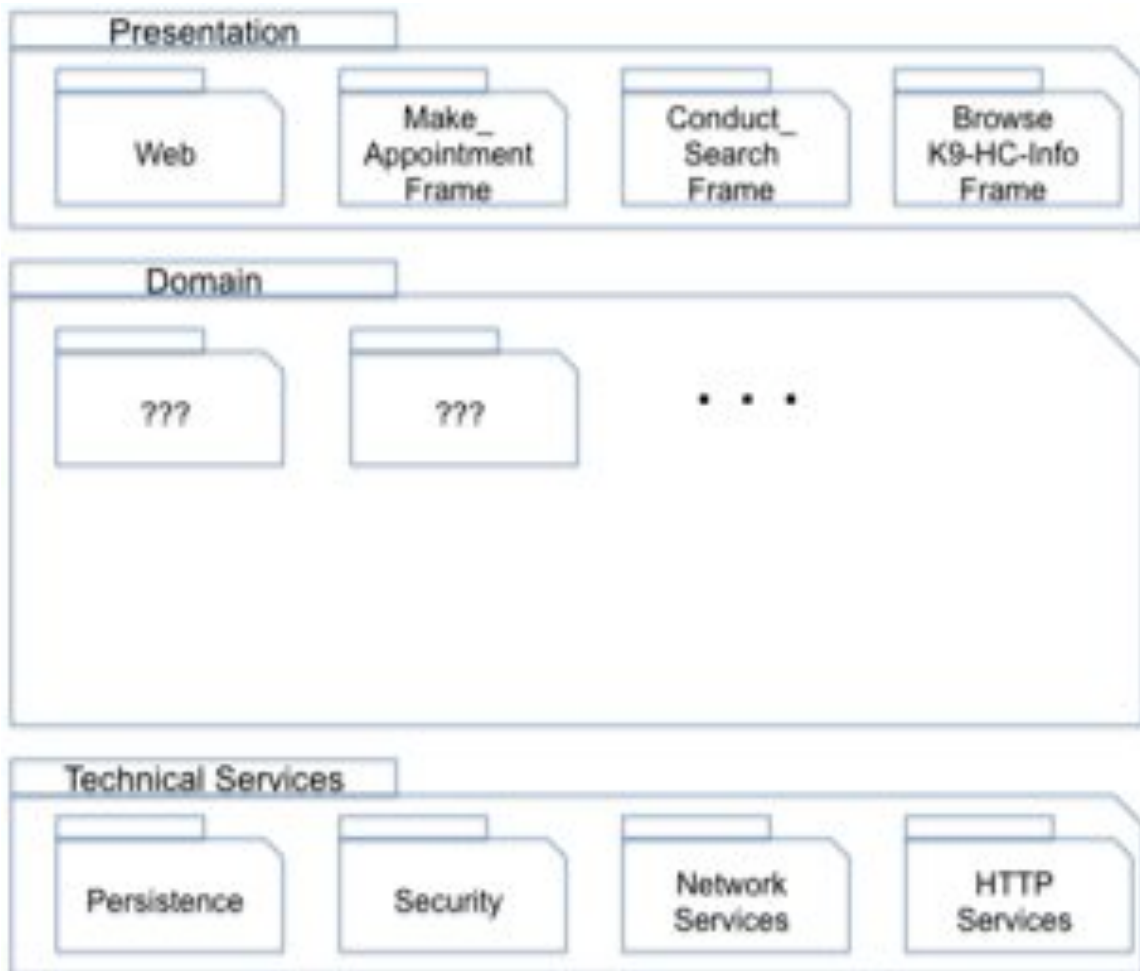 Presentation
Web
Make_
Appointment
Frame
Conduct_
Search
Frame
Browse
K9-HC-Info
Frame
Domain
???
???
. . .
Technical Services
Persistence
Security
Network
Services
HTTP
Services